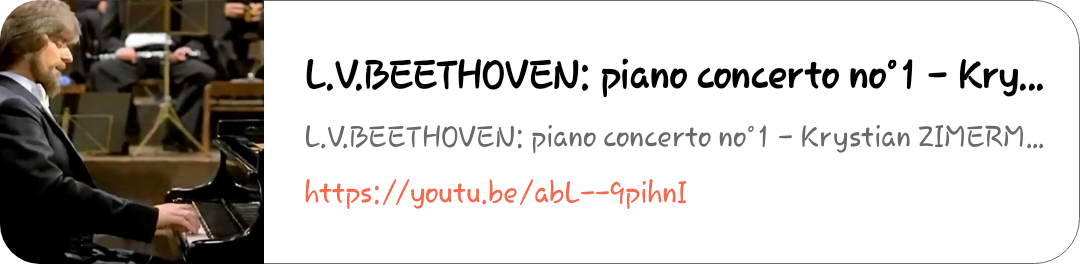 L.V.BEETHOVEN: piano concerto no°1 - Kry...
L.V.BEETHOVEN: piano concerto no°1 - Krystian ZIMERM...
https://youtu.be/abL--9pihnI